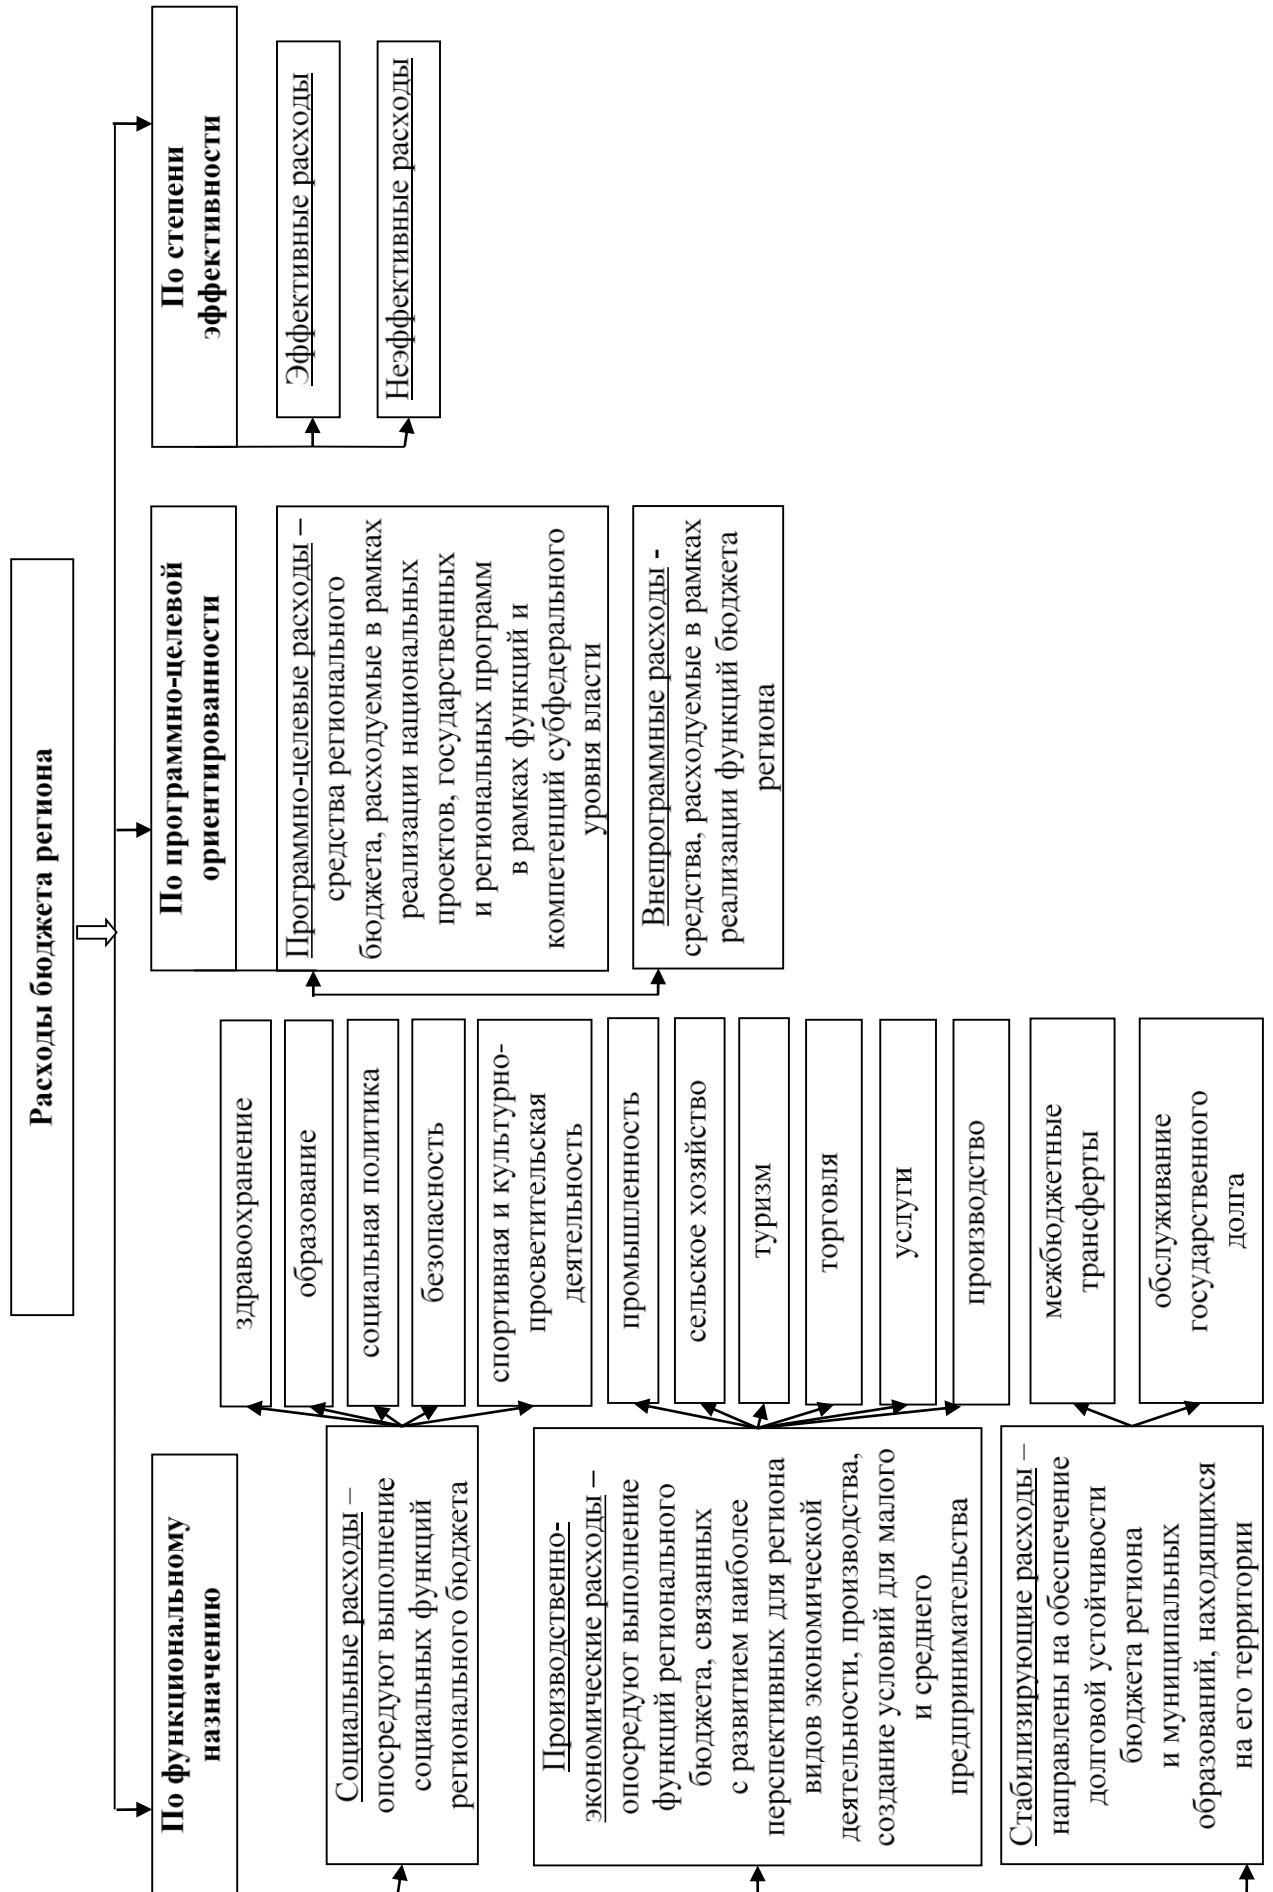 Расходы бюджета региона
По функциональному
назначению
Социальные расходы –
опосредуют выполнение
социальных функций
регионального бюджета
здравоохранение
образование
социальная политика
безопасность
спортивная и культурно-
просветительская
деятельность
Производственно-
экономические расходы –
опосредуют выполнение
функций регионального
бюджета, связанных
с развитием наиболее
перспективных для региона
видов экономической
деятельности, производства,
создание условий для малого
и среднего
предпринимательства
промышленность
сельское хозяйство
туризм
торговля
услуги
производство
Стабилизирующие расходы –
направлены на обеспечение
долговой устойчивости
бюджета региона
и муниципальных
образований, находящихся
на его территории
межбюджетные
трансферты
обслуживание
государственного
долга
По программно-целевой
ориентированности
Программно-целевые расходы –
средства регионального
бюджета, расходуемые в рамках
реализации национальных
проектов, государственных
и региональных программ
в рамках функций и
компетенций субфедерального
уровня власти
Внепрограммные расходы -
средства, расходуемые в рамках
реализации функций бюджета
региона
По степени
эффективности
Эффективные расходы
Неэффективные расходы